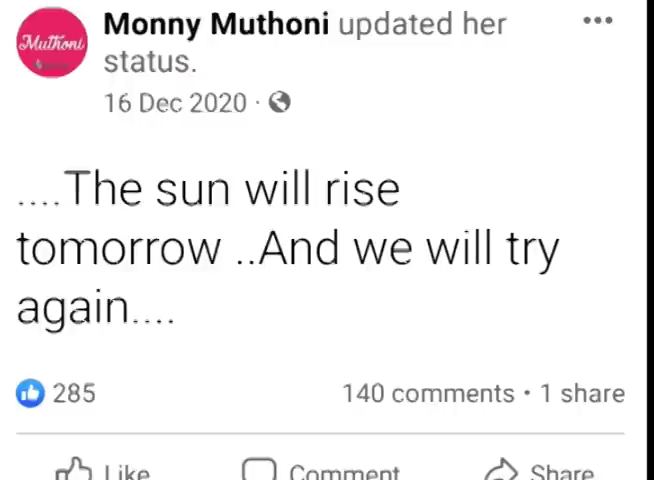 Muthoni
Monny Muthoni updated her
status.
16 Dec 2020 ·
....The sun will rise
tomorrow ..And we will try
again....
285
140 comments • 1 share
Like
Comment
Share